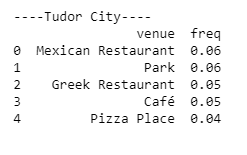 ----Tudor City----
venue freq
0 Mexican Restaurant 0.06
1 Park 0.06
2 Greek Restaurant 0.05
3 Café 0.05
4 Pizza Place 0.04